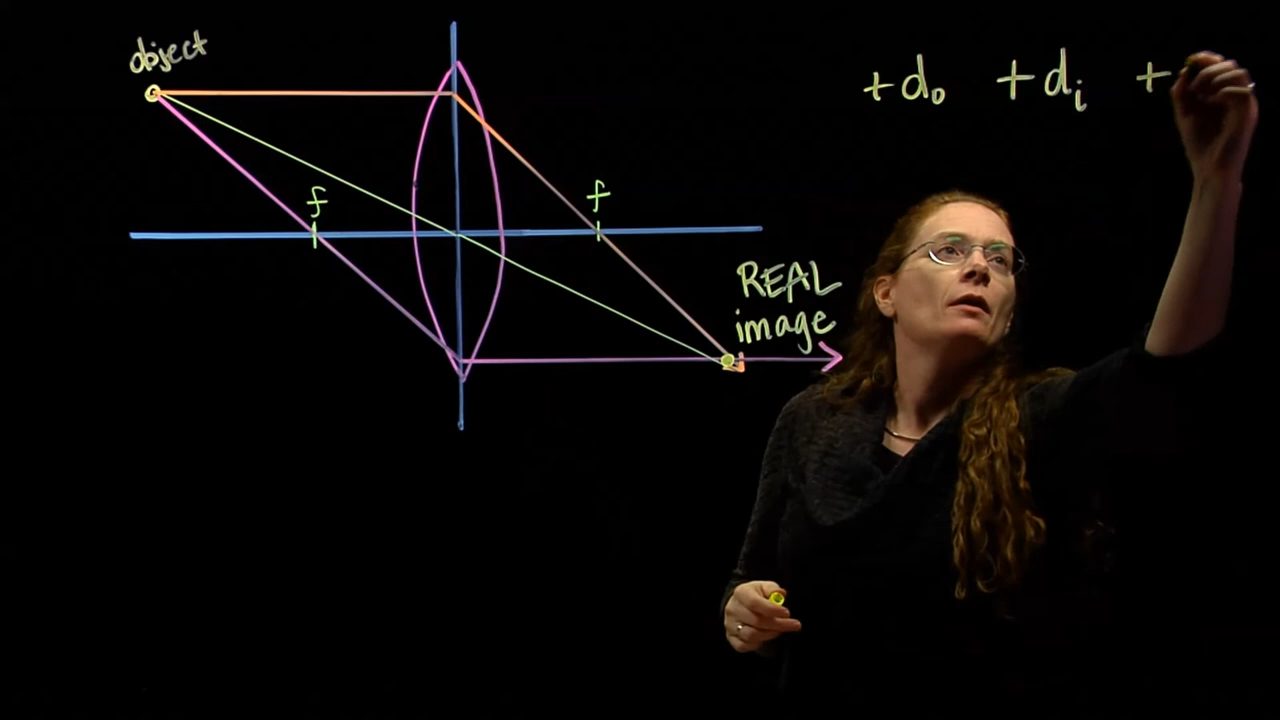 object
+d₀ +dᵢ +
f
f
REAL
image